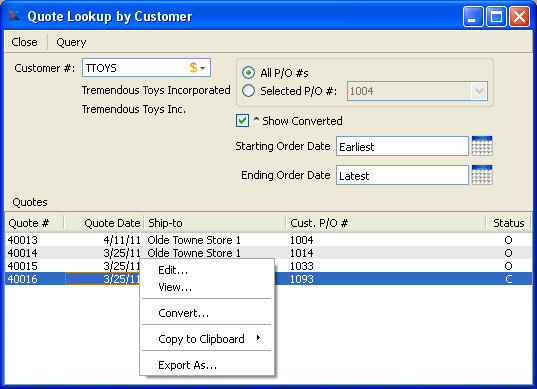 Quote Lookup by Customer
Close Query
Customer #: TTOYS $
Tremendous Toys Incorporated
Tremendous Toys Inc.
All P/O #s
Selected P/O #: 1004
^ Show Converted
Starting Order Date Earliest
Ending Order Date Latest
Quotes
Quote # Quote Date Ship-to Cust. P/O # Status
40013 4/11/11 Olde Towne Store 1 1004 O
40014 3/25/11 Olde Towne Store 1 1014 O
40015 3/25/11 1033 O
40016 3/25/11 1093 C
Edit...
View...
Convert...
Copy to Clipboard
Export As...